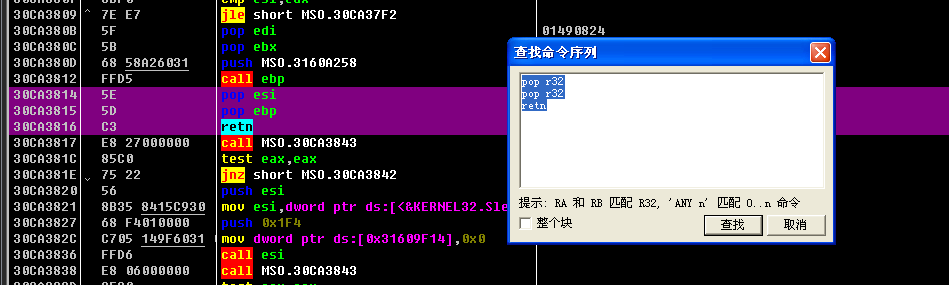 cmp esi,eax
30CA3809 7E E7 jle short MSO.30CA37F2
30CA380B 5F pop edi 01490824
30CA380C 5B pop ebx
30CA380D 68 58A26031 push MSO.3160A258
30CA3812 FFD5 call ebp
30CA3814 5E pop esi
30CA3815 5D pop ebp
30CA3816 C3 retn
30CA3817 E8 27000000 call MSO.30CA3843
30CA381C 85C0 test eax,eax
30CA381E 75 22 jnz short MSO.30CA3842
30CA3820 56 push esi
30CA3821 8B35 8415C930 mov esi,dword ptr ds:[<&KERNEL32.Sle
30CA3827 68 F4010000 push 0x1F4
30CA382C C705 149F6031 mov dword ptr ds:[0x31609F14],0x0
30CA3836 FFD6 call esi
30CA3838 E8 06000000 call MSO.30CA3843
查找命令序列
pop r32
pop r32
retn
提示: RA 和 RB 匹配 R32, 'ANY n' 匹配 0..n 命令
整个块
查找
取消